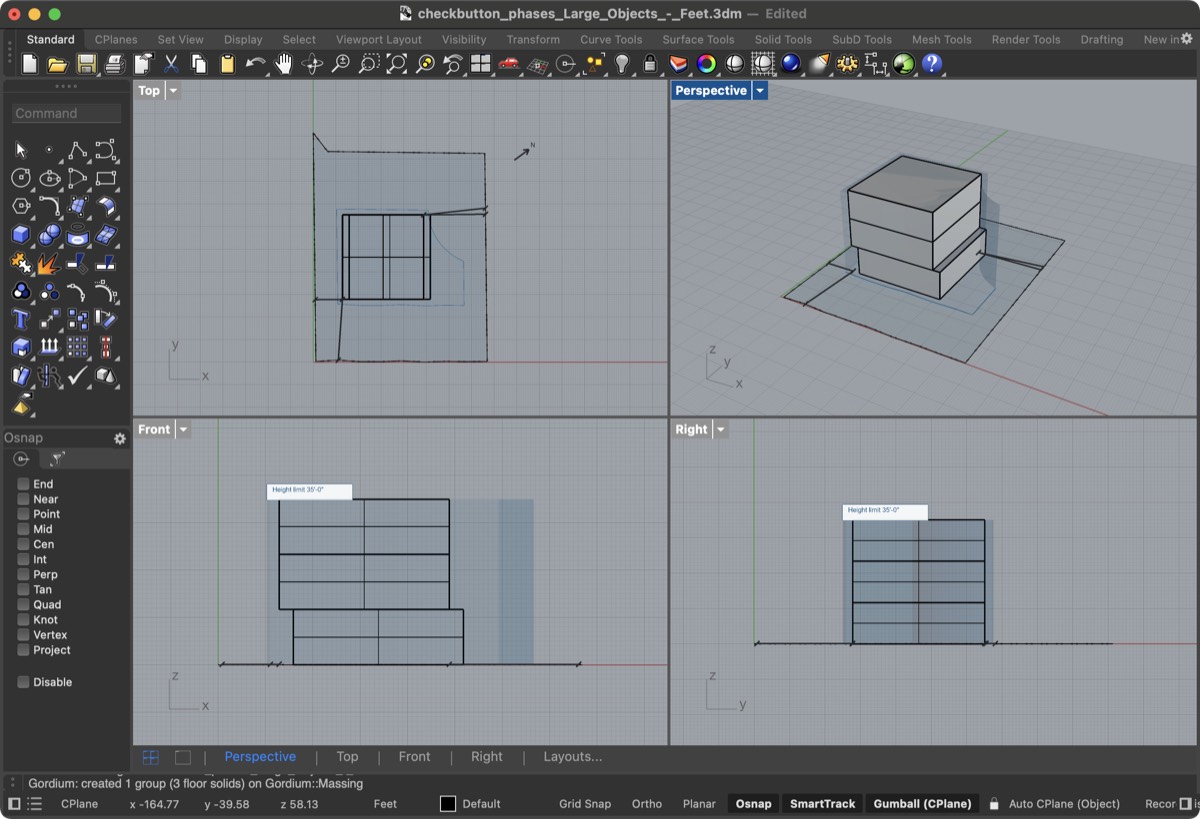 checkbutton_phases_Large_Objects_-_Feet.3dm — Edited
Standard CPlanes Set View Display Select Viewport Layout Visibility Transform Curve Tools Surface Tools Solid Tools SubD Tools Mesh Tools Render Tools Drafting New in
Command
Top
N
y
x
Perspective
z
y
x
Front
Height limit 35'-0"
z
x
Right
Height limit 35'-0"
z
y
Osnap
End
Near
Point
Mid
Cen
Int
Perp
Tan
Quad
Knot
Vertex
Project
Disable
Perspective Top Front Right Layouts...
Gordium: created 1 group (3 floor solids) on Gordium::Massing
CPlane x -164.77 y -39.58 z 58.13 Feet Default Grid Snap Ortho Planar Osnap SmartTrack Gumball (CPlane) Auto CPlane (Object) Recor